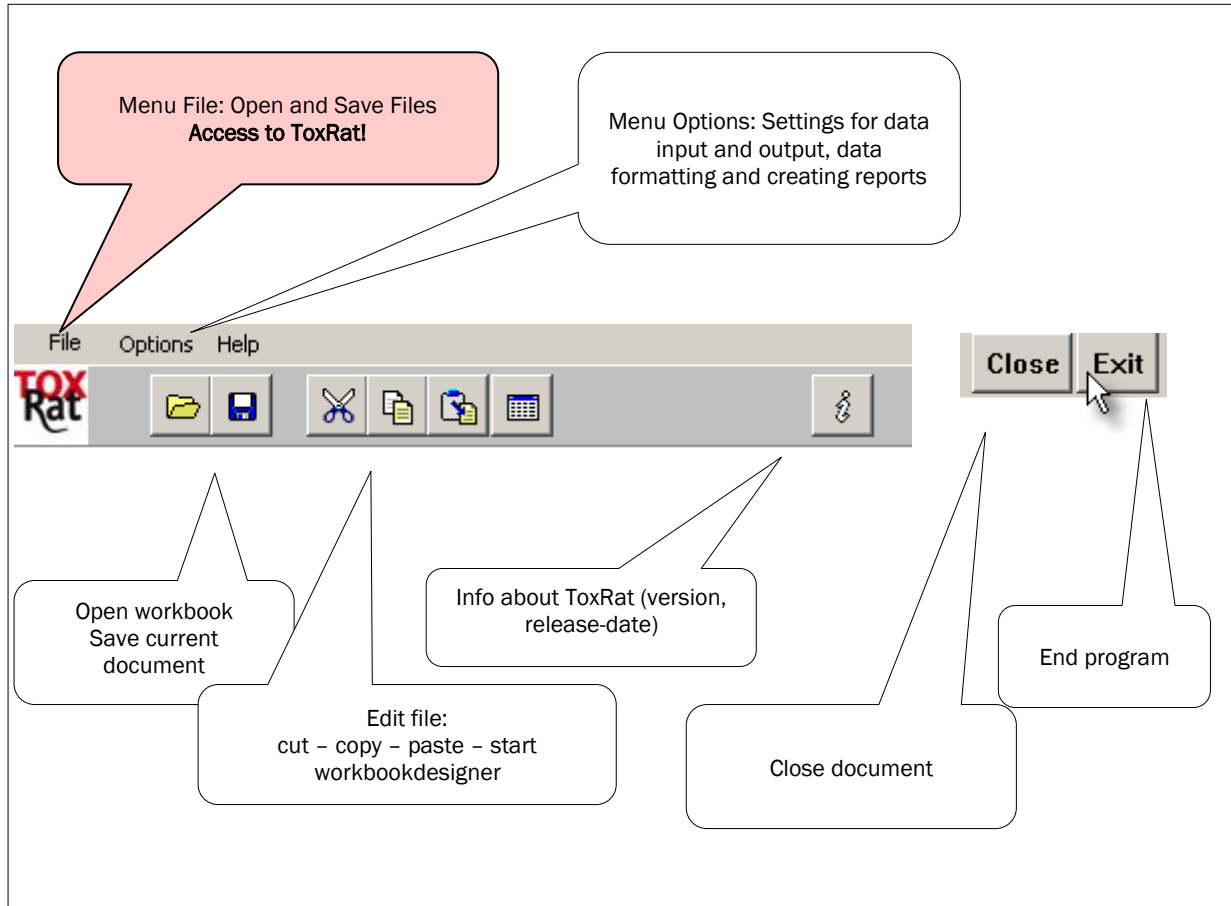 Menu File: Open and Save Files
Access to ToxRat!
Menu Options: Settings for data
input and output, data
formatting and creating reports
File Options Help
Close Exit
TOX
Rat
i
Open workbook
Save current
document
Info about ToxRat (version,
release-date)
End program
Edit file:
cut – copy – paste – start
workbookdesigner
Close document